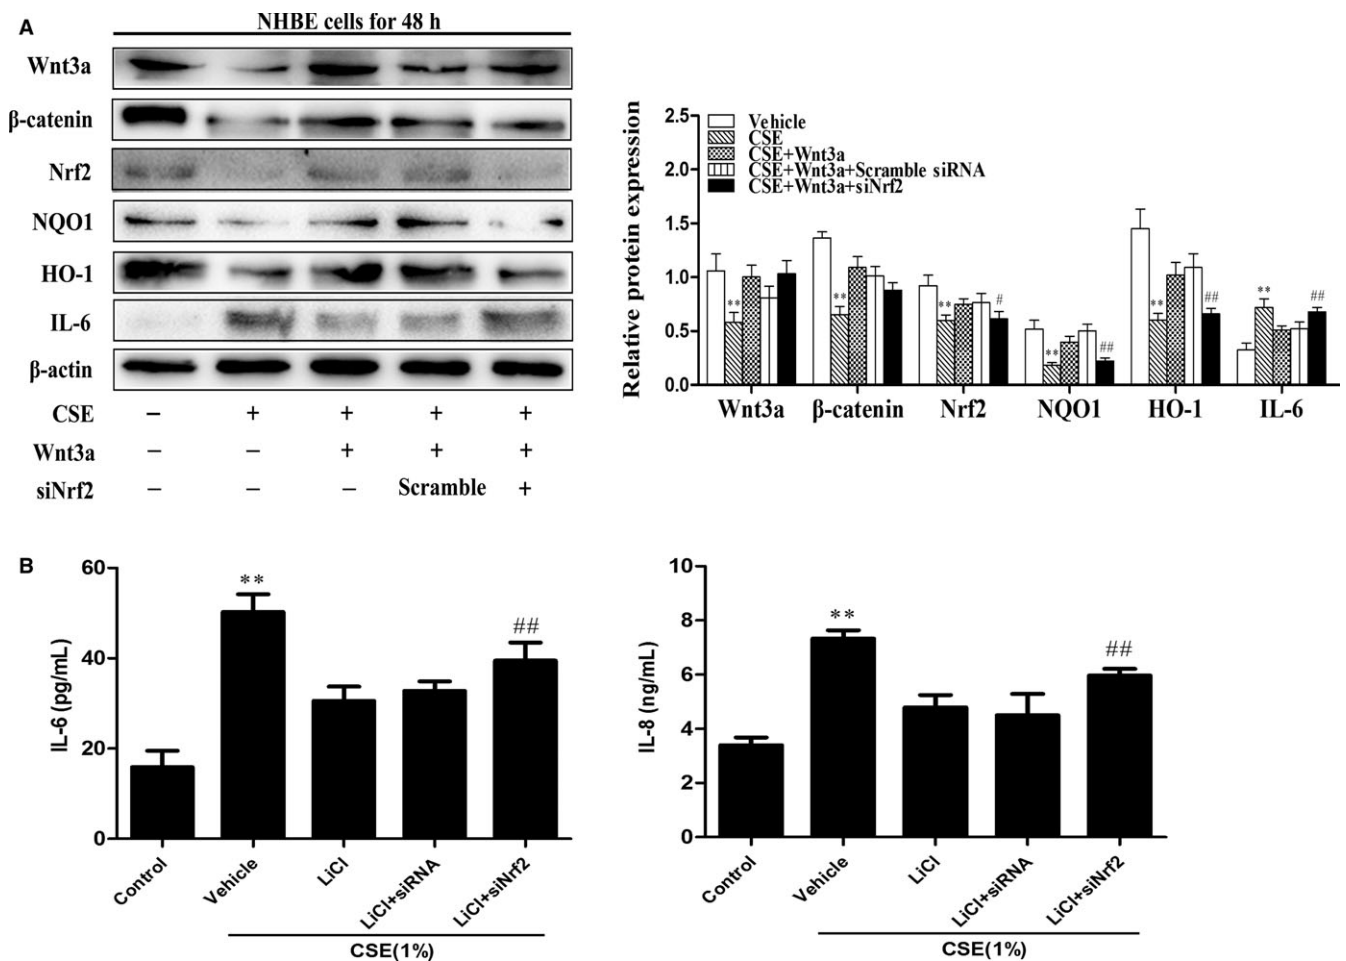 A
NHBE cells for 48 h
Wnt3a
β-catenin
Nrf2
NQO1
HO-1
IL-6
β-actin
CSE – + + + +
Wnt3a – – + + +
siNrf2 – – – Scramble +
Relative protein expression
2.5
2.0
1.5
1.0
0.5
0.0
Vehicle
CSE
CSE+Wnt3a
CSE+Wnt3a+Scramble siRNA
CSE+Wnt3a+siNrf2
** ** ** # ** ## ** ## ** ##
Wnt3a β-catenin Nrf2 NQO1 HO-1 IL-6
B
IL-6 (pg/mL)
60
40
20
0
**
##
Control
Vehicle
LiCl
LiCl+siRNA
LiCl+siNrf2
CSE(1%)
IL-8 (ng/mL)
10
8
6
4
2
0
**
##
Control
Vehicle
LiCl
LiCl+siRNA
LiCl+siNrf2
CSE(1%)